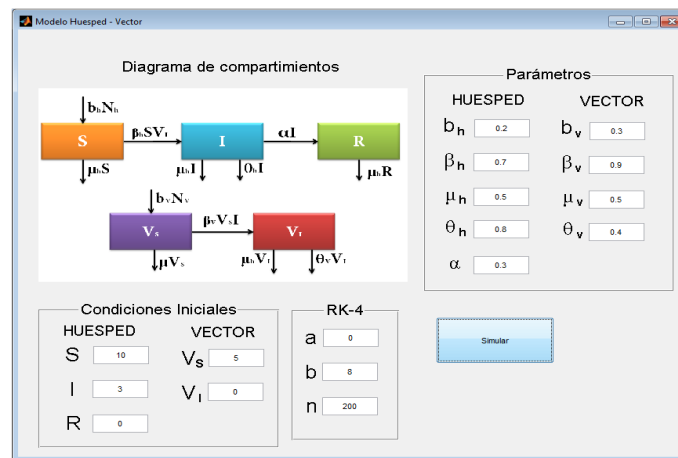 Modelo Huesped - Vector
Diagrama de compartimientos
bₕNₕ
S
βₕSVᵢ
I
αI
R
μₕS
μₕI
θₕI
μₕR
bᵥNᵥ
Vₛ
βᵥVₛI
Vᵢ
μVₛ
μₕVᵢ
θᵥVᵢ
Parámetros
HUESPED VECTOR
bₕ 0.2 bᵥ 0.3
βₕ 0.7 βᵥ 0.9
μₕ 0.5 μᵥ 0.5
θₕ 0.8 θᵥ 0.4
α 0.3
Condiciones Iniciales
HUESPED VECTOR
S 10 Vₛ 5
I 3 Vᵢ 0
R 0
RK-4
a 0
b 8
n 200
Simular